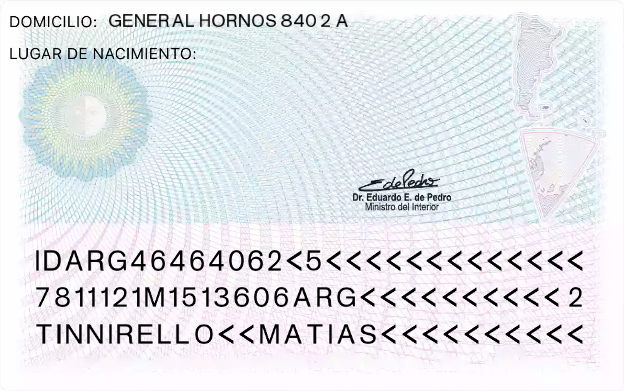 DOMICILIO: GENERAL HORNOS 840 2 A
LUGAR DE NACIMIENTO:
Dr. Eduardo E. de Pedro
Ministro del Interior
IDARG46464062<5<<<<<<<<<<<<<
7811121M1513606ARG<<<<<<<<<<2
TINNIRELLO<<MATIAS<<<<<<<<<<